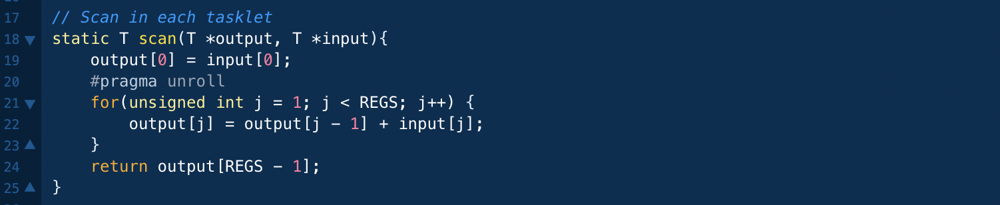 17 // Scan in each tasklet
18 static T scan(T *output, T *input){
19     output[0] = input[0];
20     #pragma unroll
21     for(unsigned int j = 1; j < REGS; j++) {
22         output[j] = output[j - 1] + input[j];
23     }
24     return output[REGS - 1];
25 }